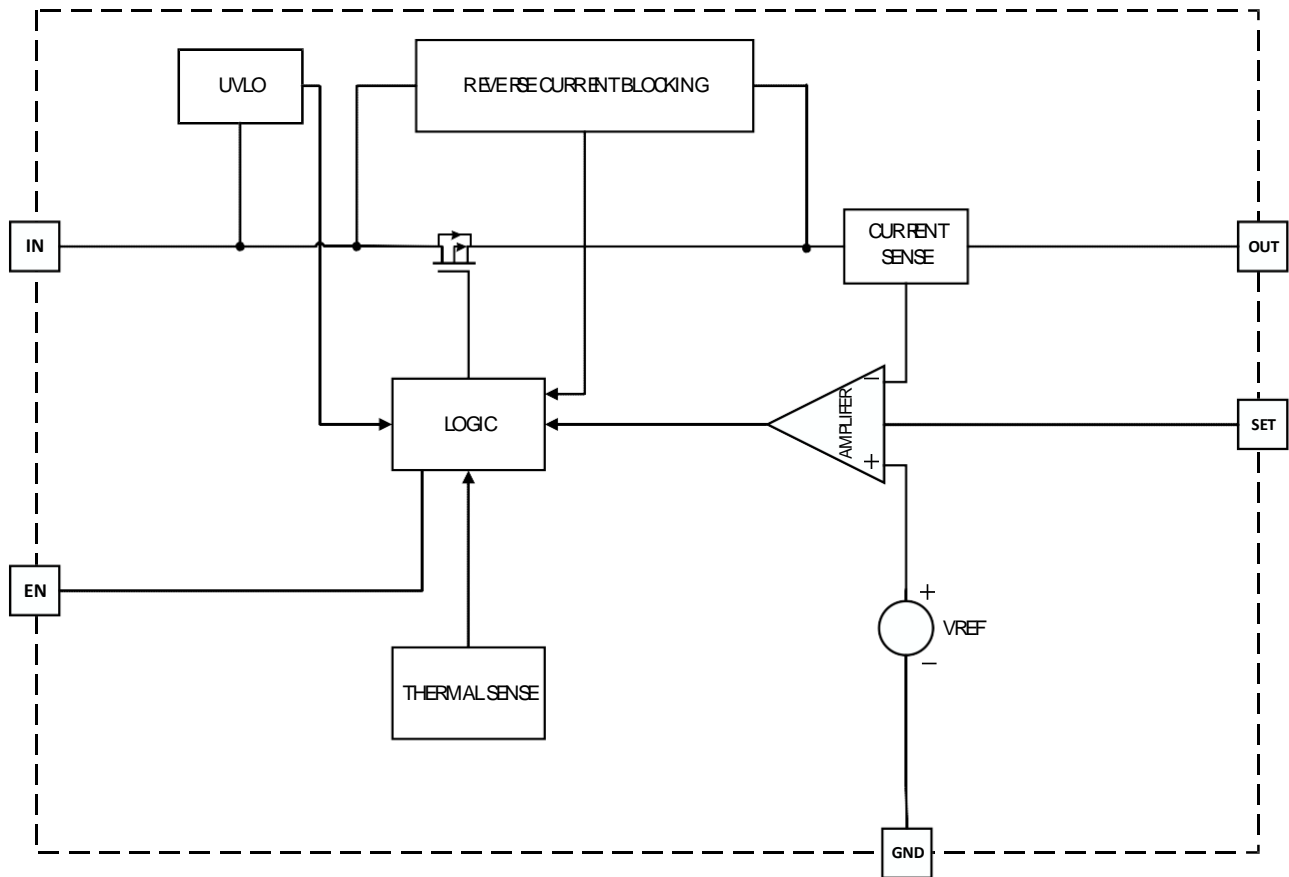 UVLO
REVERSE CURRENT BLOCKING
IN
CURRENT
SENSE
OUT
AMPLIFER
−
+
LOGIC
SET
EN
+
VREF
−
THERMAL SENSE
GND